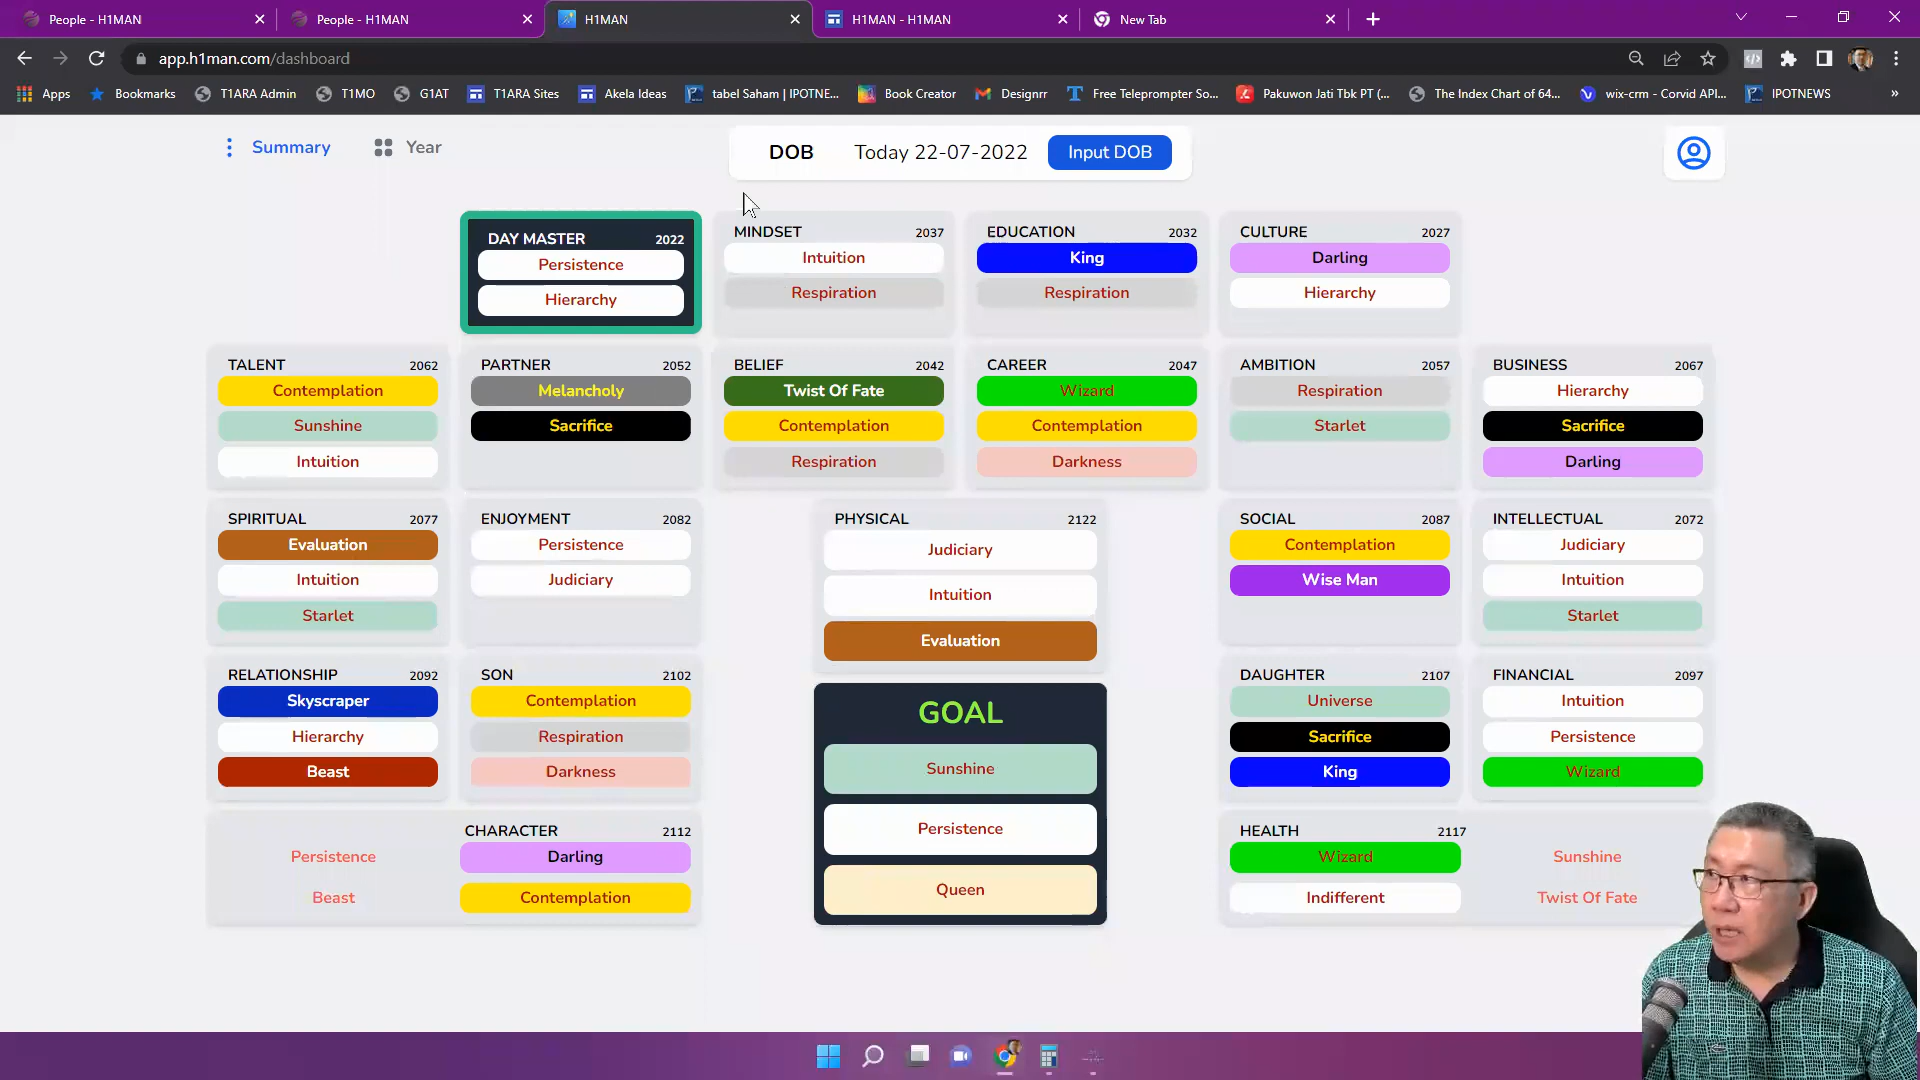 People - H1MAN
People - H1MAN
H1MAN
H1MAN - H1MAN
New Tab
app.h1man.com/dashboard
Apps
Bookmarks
T1ARA Admin
T1MO
G1AT
T1ARA Sites
Akela Ideas
tabel Saham | IPOTNE...
Book Creator
Designrr
Free Teleprompter So...
Pakuwon Jati Tbk PT (...
The Index Chart of 64...
wix-crm - Corvid API...
IPOTNEWS
»
Summary
Year
DOB
Today 22-07-2022
Input DOB
DAY MASTER 2022
Persistence
Hierarchy
MINDSET 2037
Intuition
Respiration
EDUCATION 2032
King
Respiration
CULTURE 2027
Darling
Hierarchy
TALENT 2062
Contemplation
Sunshine
Intuition
PARTNER 2052
Melancholy
Sacrifice
BELIEF 2042
Twist Of Fate
Contemplation
Respiration
CAREER 2047
Wizard
Contemplation
Darkness
AMBITION 2057
Respiration
Starlet
BUSINESS 2067
Hierarchy
Sacrifice
Darling
SPIRITUAL 2077
Evaluation
Intuition
Starlet
ENJOYMENT 2082
Persistence
Judiciary
PHYSICAL 2122
Judiciary
Intuition
Evaluation
SOCIAL 2087
Contemplation
Wise Man
INTELLECTUAL 2072
Judiciary
Intuition
Starlet
RELATIONSHIP 2092
Skyscraper
Hierarchy
Beast
SON 2102
Contemplation
Respiration
Darkness
GOAL
Sunshine
Persistence
Queen
DAUGHTER 2107
Universe
Sacrifice
King
FINANCIAL 2097
Intuition
Persistence
Wizard
CHARACTER 2112
Persistence
Darling
Beast
Contemplation
HEALTH 2117
Wizard
Sunshine
Indifferent
Twist Of Fate